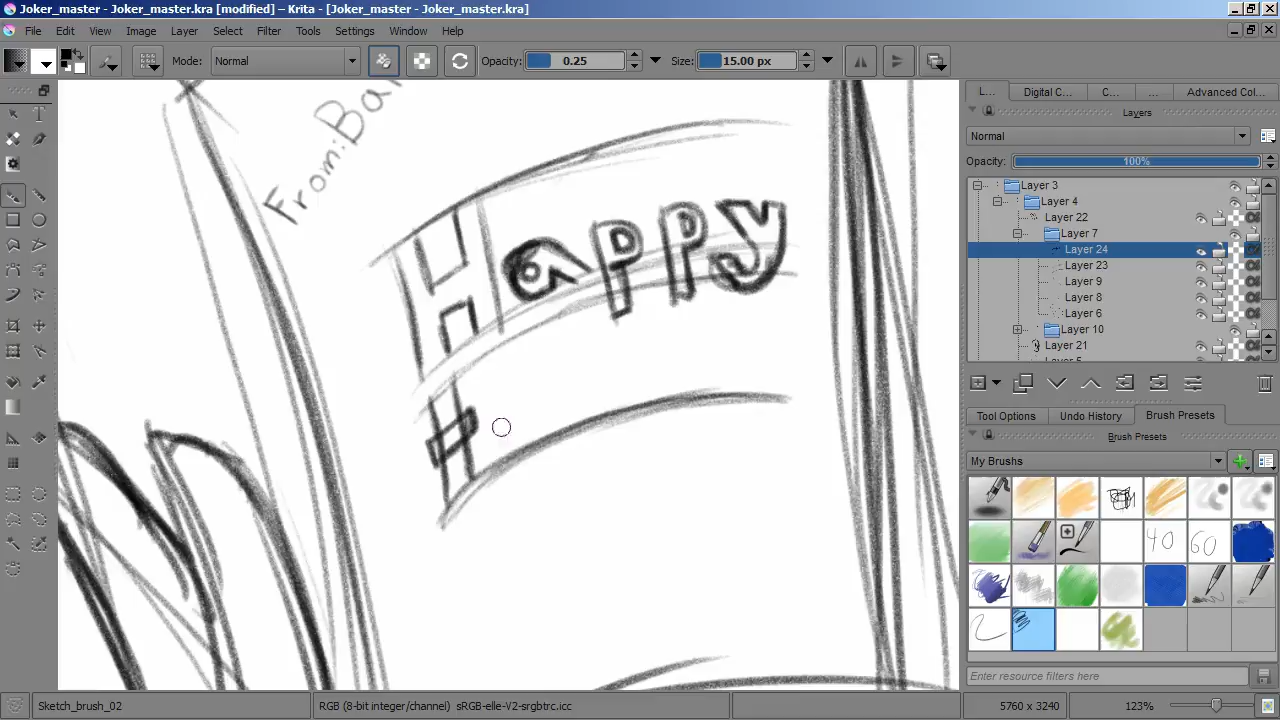 Joker_master - Joker_master.kra [modified] – Krita - [Joker_master - Joker_master.kra]
File Edit View Image Layer Select Filter Tools Settings Window Help
Mode: Normal Opacity: 0.25 Size: 15.00 px
L... Digital C... C... ... Advanced Col...
Layers
Normal
Opacity: 100%
Layer 3
Layer 4
Layer 22
Layer 7
Layer 24
Layer 23
Layer 9
Layer 8
Layer 6
Layer 10
Layer 21
From:
Happy
H
Tool Options Undo History Brush Presets
Brush Presets
My Brushes
40 60
Enter resource filters here
Sketch_brush_02 RGB (8-bit integer/channel) sRGB-elle-V2-srgbtrc.icc 5760 x 3240 123%